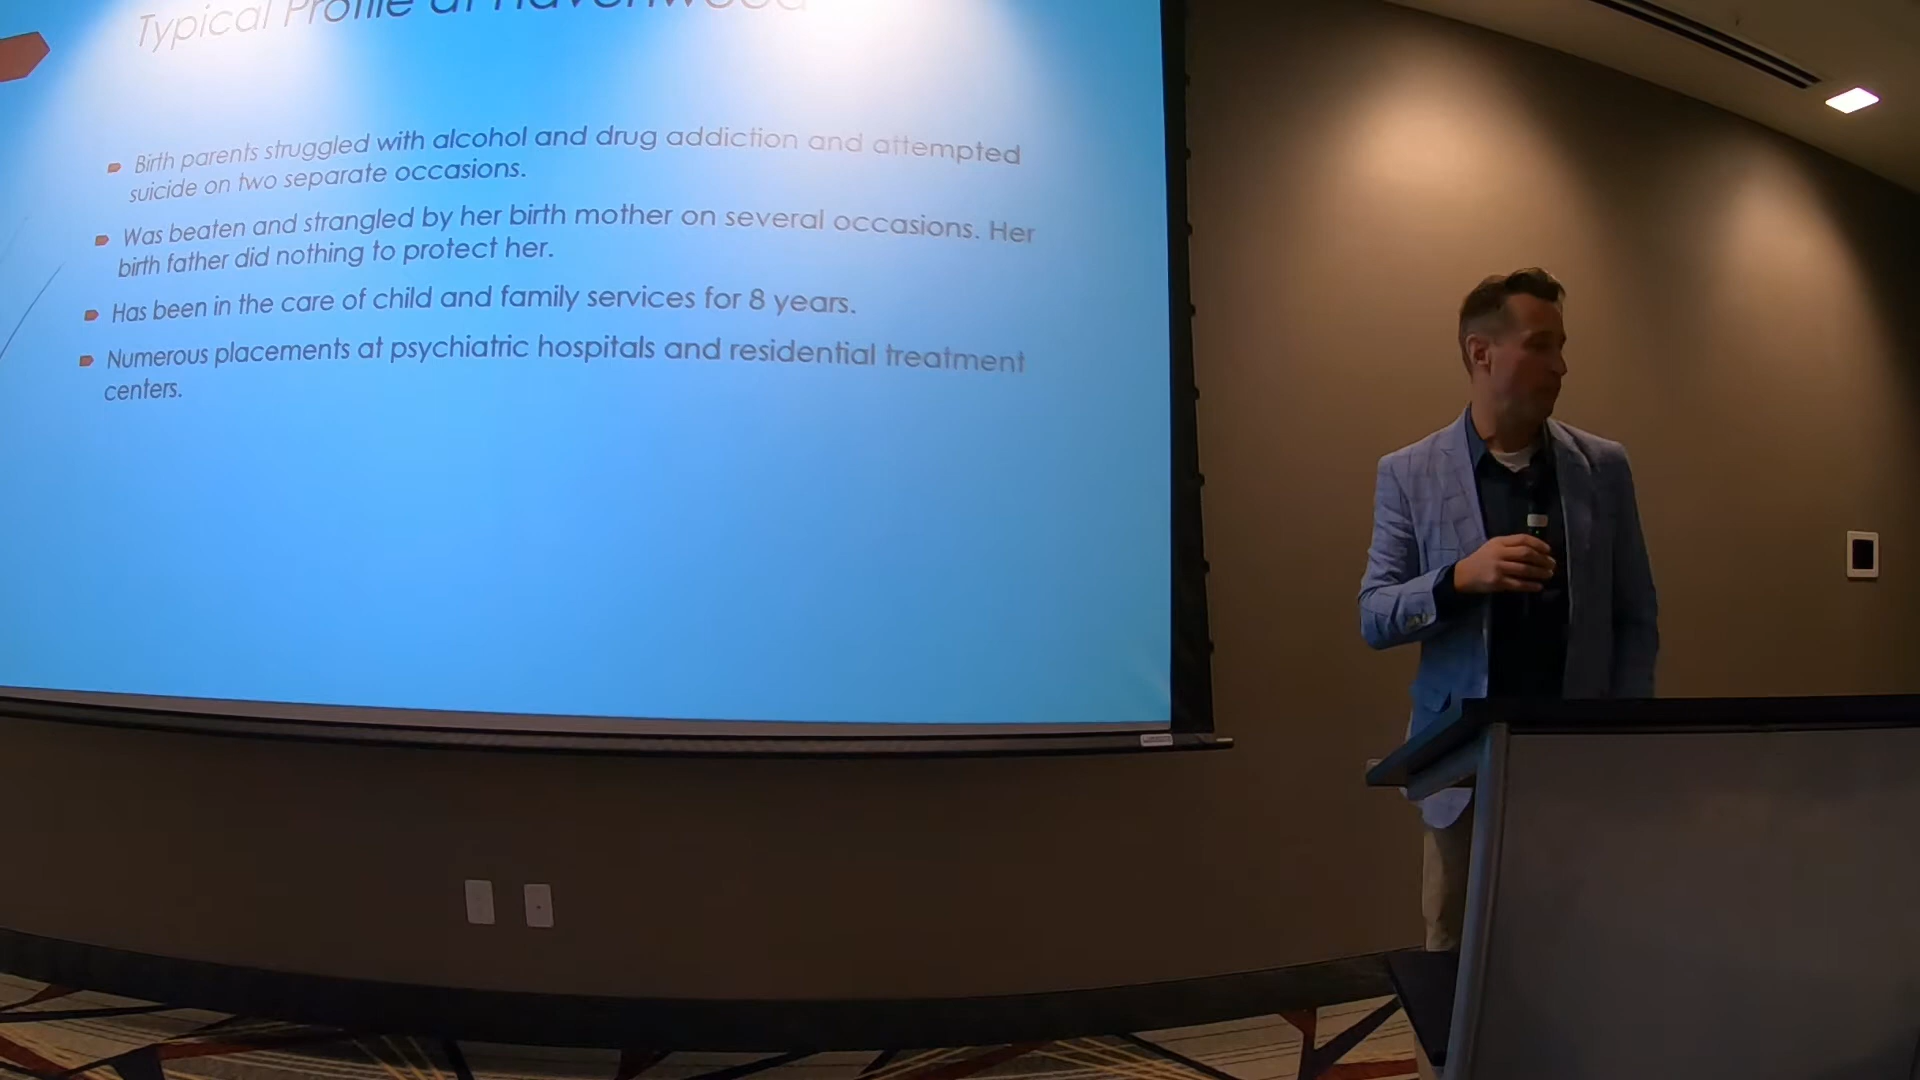 Typical Profile at Havenwood
Birth parents struggled with alcohol and drug addiction and attempted
suicide on two separate occasions.
Was beaten and strangled by her birth mother on several occasions. Her
birth father did nothing to protect her.
Has been in the care of child and family services for 8 years.
Numerous placements at psychiatric hospitals and residential treatment
centers.